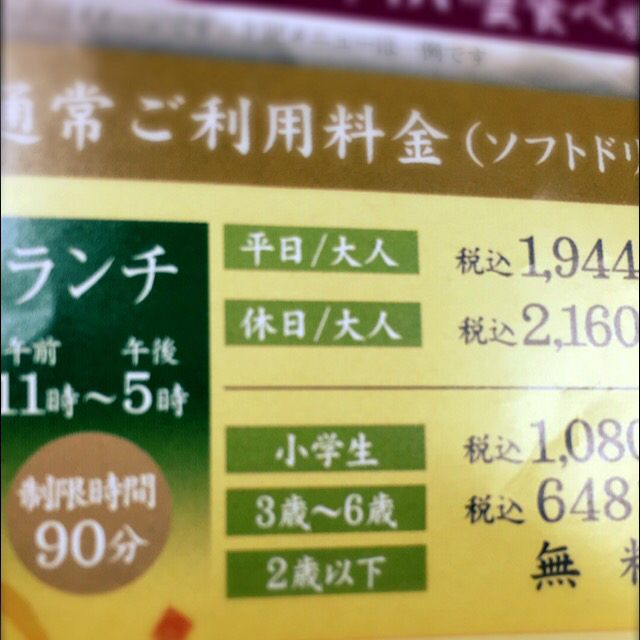 通常ご利用料金(ソフトドリ
ランチ
午前 午後
11時~5時
制限時間
90分
平日/大人 税込1,944
休日/大人 税込2,160
小学生 税込1,080
3歳~6歳 税込648
2歳以下 無料